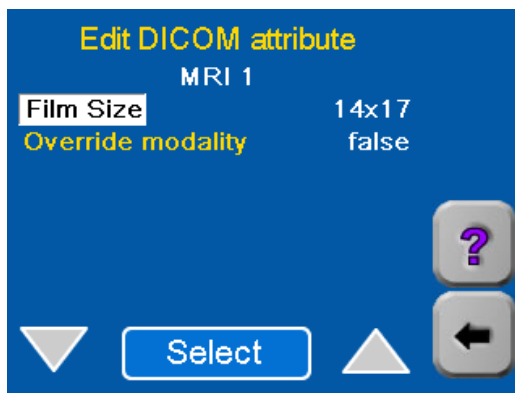 Edit DICOM attribute
MRI 1
Film Size 14x17
Override modality false
?
Select